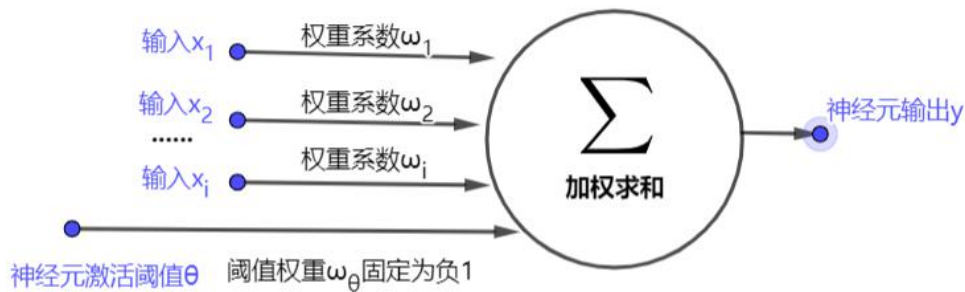 输入x1 权重系数ω1
输入x2 权重系数ω2
......
输入xi 权重系数ωi
∑
加权求和
神经元输出y
神经元激活阈值θ 阈值权重ωθ固定为负1